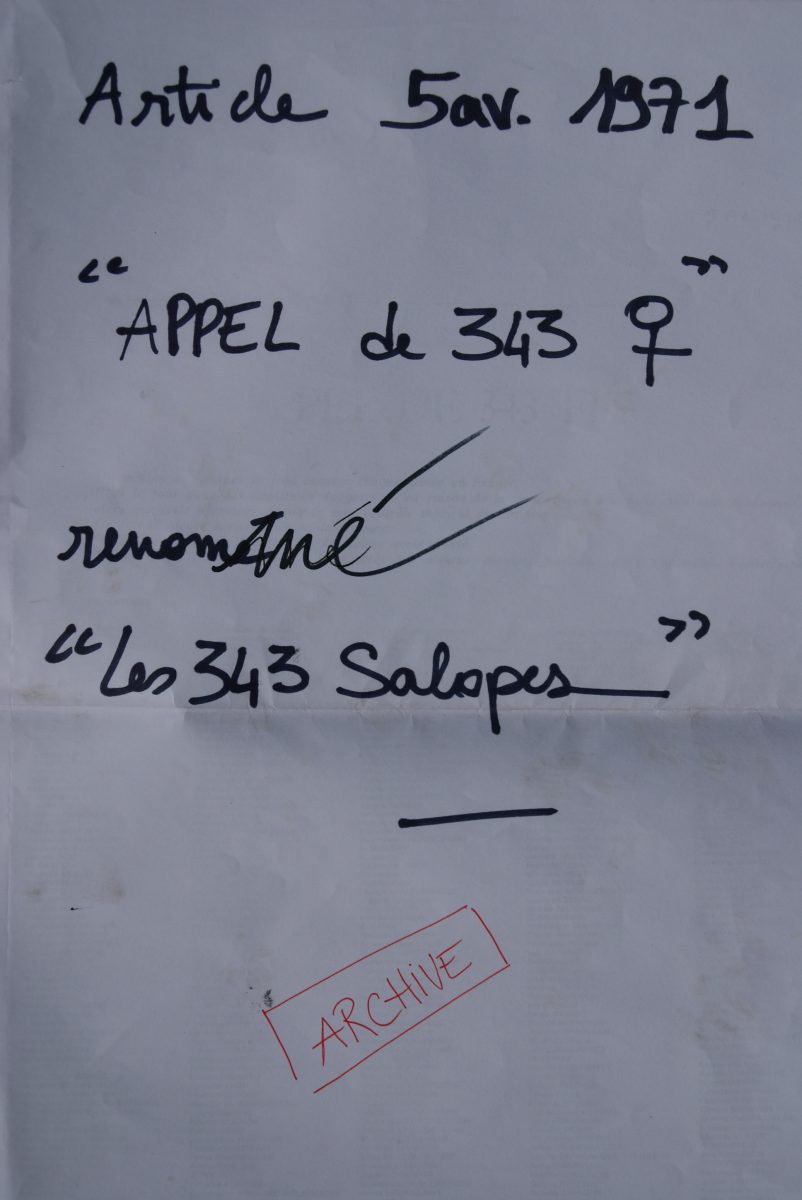 Article 5av. 1971
"APPEL de 343 ♀"
renommé
"Les 343 Salopes"
ARCHIVE